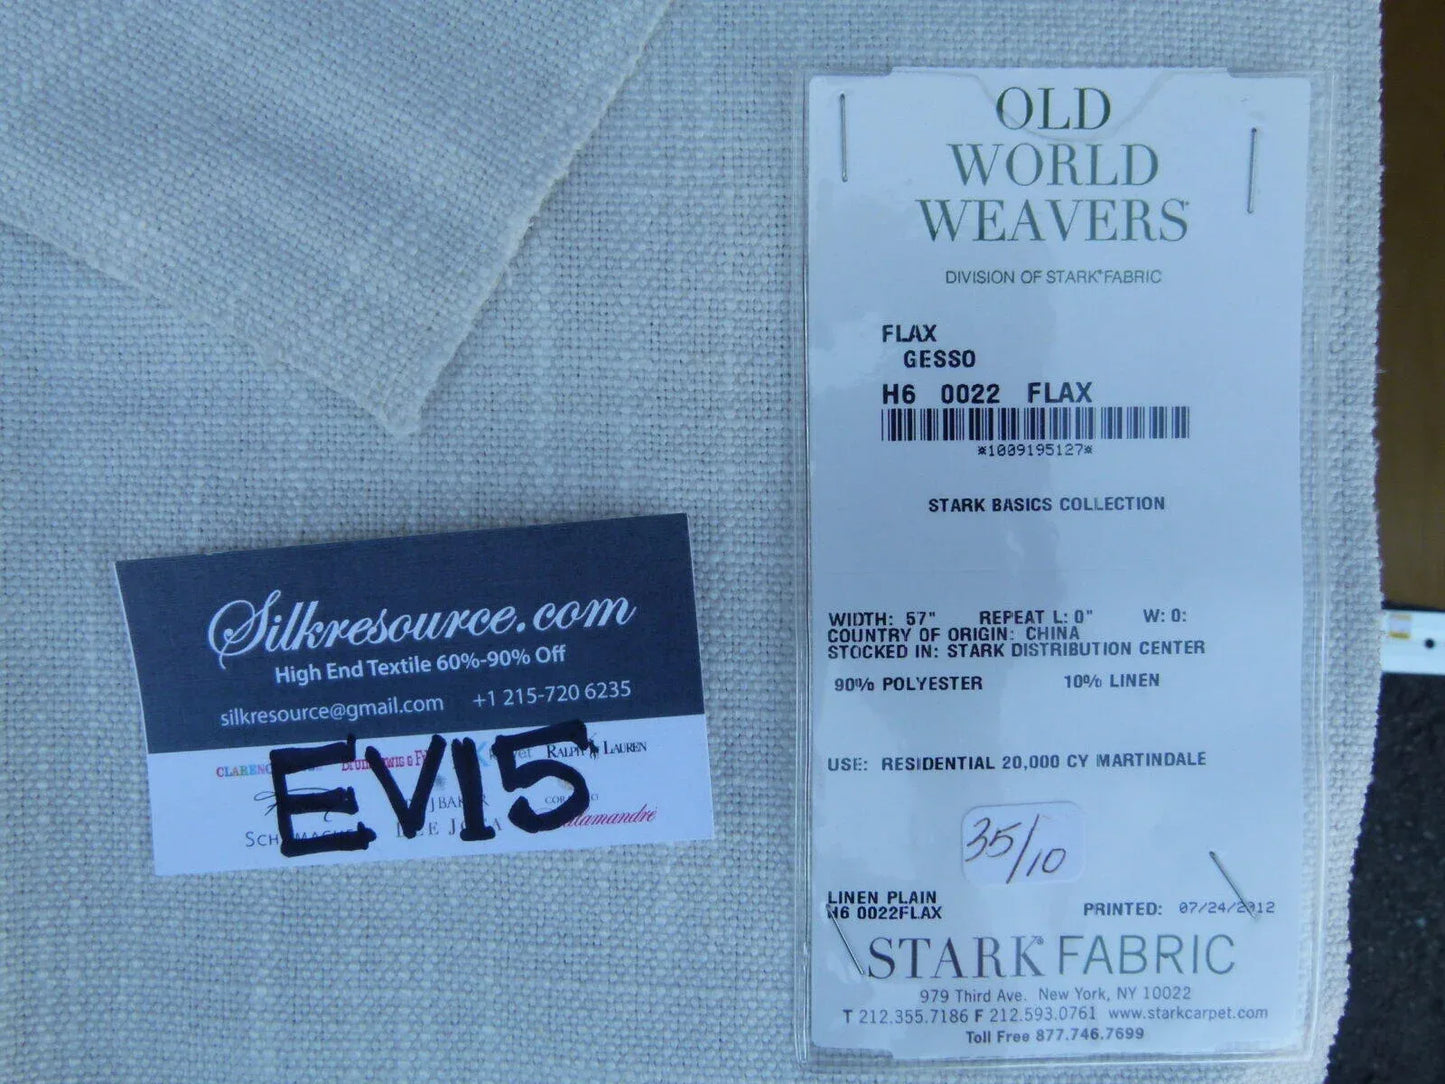 OLD
WORLD
WEAVERS
DIVISION OF STARK FABRIC
FLAX
GESSO
H6 0022 FLAX
*1009195127*
STARK BASICS COLLECTION
WIDTH: 57" REPEAT L: 0" W: 0:
COUNTRY OF ORIGIN: CHINA
STOCKED IN: STARK DISTRIBUTION CENTER
90% POLYESTER 10% LINEN
USE: RESIDENTIAL 20,000 CY MARTINDALE
35/10
LINEN PLAIN
H6 0022FLAX PRINTED: 07/24/2012
STARK FABRIC
979 Third Ave. New York, NY 10022
T 212.355.7186 F 212.593.0761 www.starkcarpet.com
Toll Free 877.746.7699
Silkresource.com
High End Textile 60%-90% Off
silkresource@gmail.com +1 215-720 6235
RALPH LAUREN
EV15